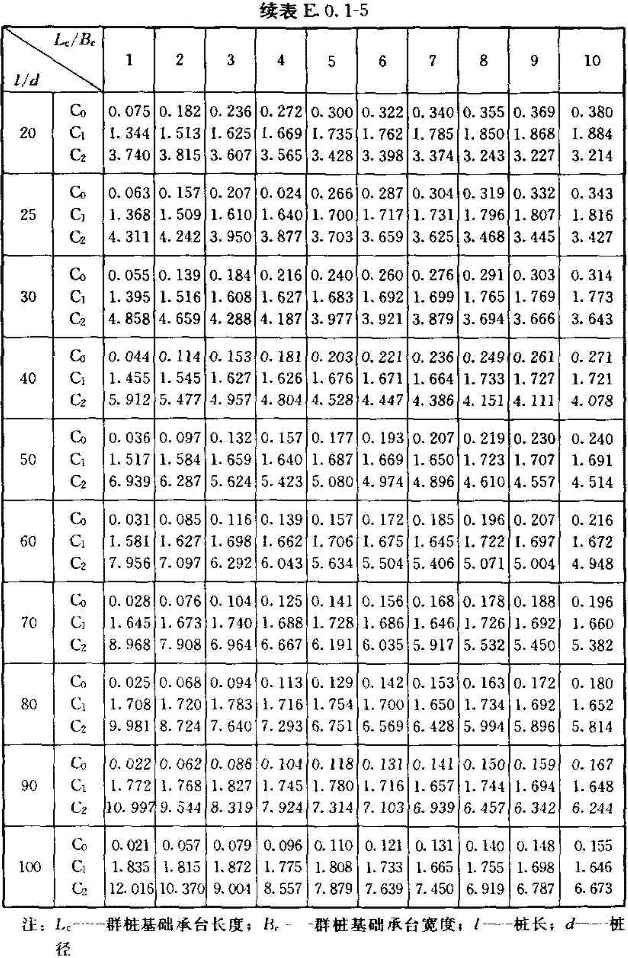 续表 E.0.1-5
Lc/Bc 1 2 3 4 5 6 7 8 9 10
l/d
C0 0.075 0.182 0.236 0.272 0.300 0.322 0.340 0.355 0.369 0.380
20 C1 1.344 1.513 1.625 1.669 1.735 1.762 1.785 1.850 1.868 1.884
C2 3.740 3.815 3.607 3.565 3.428 3.398 3.374 3.243 3.227 3.214
C0 0.063 0.157 0.207 0.024 0.266 0.287 0.304 0.319 0.332 0.343
25 C1 1.368 1.509 1.610 1.640 1.700 1.717 1.731 1.796 1.807 1.816
C2 4.311 4.242 3.950 3.877 3.703 3.659 3.625 3.468 3.445 3.427
C0 0.055 0.139 0.184 0.216 0.240 0.260 0.276 0.291 0.303 0.314
30 C1 1.395 1.516 1.608 1.627 1.683 1.692 1.699 1.765 1.769 1.773
C2 4.858 4.659 4.288 4.187 3.977 3.921 3.879 3.694 3.666 3.643
C0 0.044 0.114 0.153 0.181 0.203 0.221 0.236 0.249 0.261 0.271
40 C1 1.455 1.545 1.627 1.626 1.676 1.671 1.664 1.733 1.727 1.721
C2 5.912 5.477 4.957 4.804 4.528 4.447 4.386 4.151 4.111 4.078
C0 0.036 0.097 0.132 0.157 0.177 0.193 0.207 0.219 0.230 0.240
50 C1 1.517 1.584 1.659 1.640 1.687 1.669 1.650 1.723 1.707 1.691
C2 6.939 6.287 5.624 5.423 5.080 4.974 4.896 4.610 4.557 4.514
C0 0.031 0.085 0.116 0.139 0.157 0.172 0.185 0.196 0.207 0.216
60 C1 1.581 1.627 1.698 1.662 1.706 1.675 1.645 1.722 1.697 1.672
C2 7.956 7.097 6.292 6.043 5.634 5.504 5.406 5.071 5.004 4.948
C0 0.028 0.076 0.104 0.125 0.141 0.156 0.168 0.178 0.188 0.196
70 C1 1.645 1.673 1.740 1.688 1.728 1.686 1.646 1.726 1.692 1.660
C2 8.968 7.908 6.964 6.667 6.191 6.035 5.917 5.532 5.450 5.382
C0 0.025 0.068 0.094 0.113 0.129 0.142 0.153 0.163 0.172 0.180
80 C1 1.708 1.720 1.783 1.716 1.754 1.700 1.650 1.734 1.692 1.652
C2 9.981 8.724 7.640 7.293 6.751 6.569 6.428 5.994 5.896 5.814
C0 0.022 0.062 0.086 0.104 0.118 0.131 0.141 0.150 0.159 0.167
90 C1 1.772 1.768 1.827 1.745 1.780 1.716 1.657 1.744 1.694 1.648
C2 10.997 9.544 8.319 7.924 7.314 7.103 6.939 6.457 6.342 6.244
C0 0.021 0.057 0.079 0.096 0.110 0.121 0.131 0.140 0.148 0.155
100 C1 1.835 1.815 1.872 1.775 1.808 1.733 1.665 1.755 1.698 1.646
C2 12.016 10.370 9.004 8.557 7.879 7.639 7.450 6.919 6.787 6.673
注：Lc——群桩基础承台长度；Bc——群桩基础承台宽度；l——桩长；d——桩
径